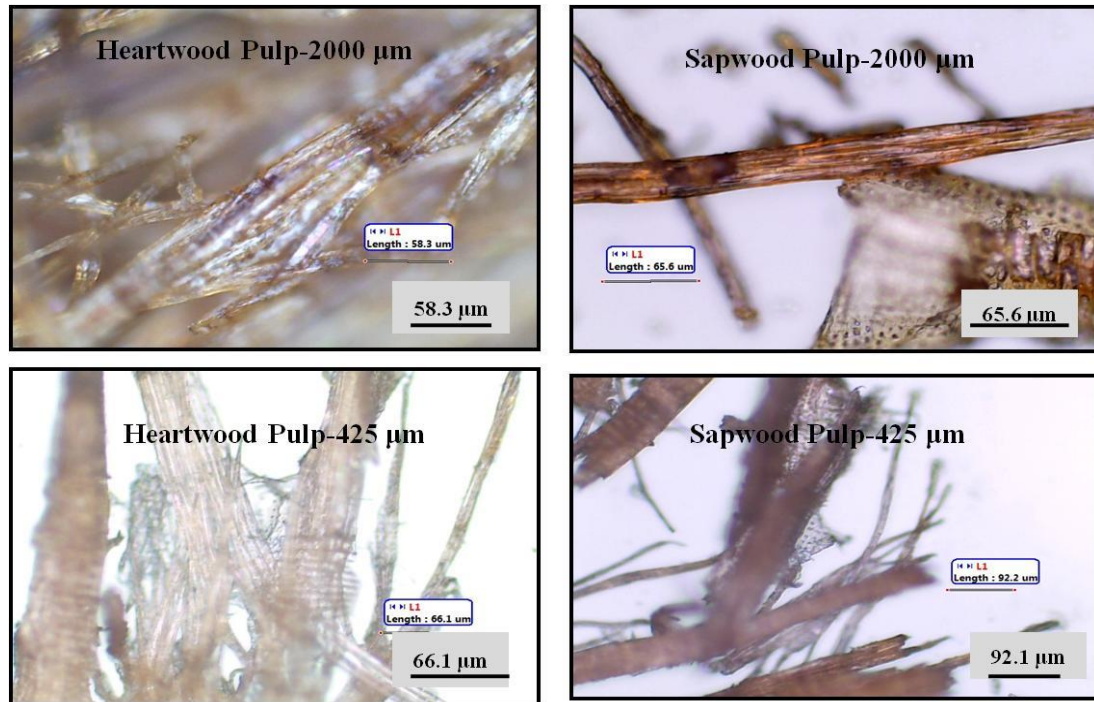 Heartwood Pulp-2000 μm
L1
Length : 58.3 um
58.3 μm
Sapwood Pulp-2000 μm
L1
Length : 65.6 um
65.6 μm
Heartwood Pulp-425 μm
L1
Length : 66.1 um
66.1 μm
Sapwood Pulp-425 μm
L1
Length : 92.2 um
92.1 μm